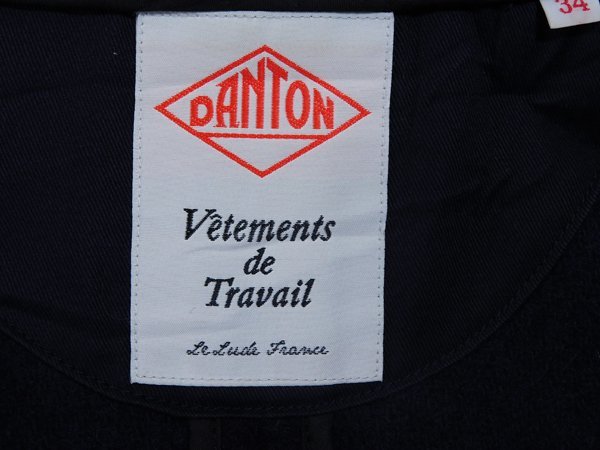 34
DANTON
Vêtements
de
Travail
Le Lude France